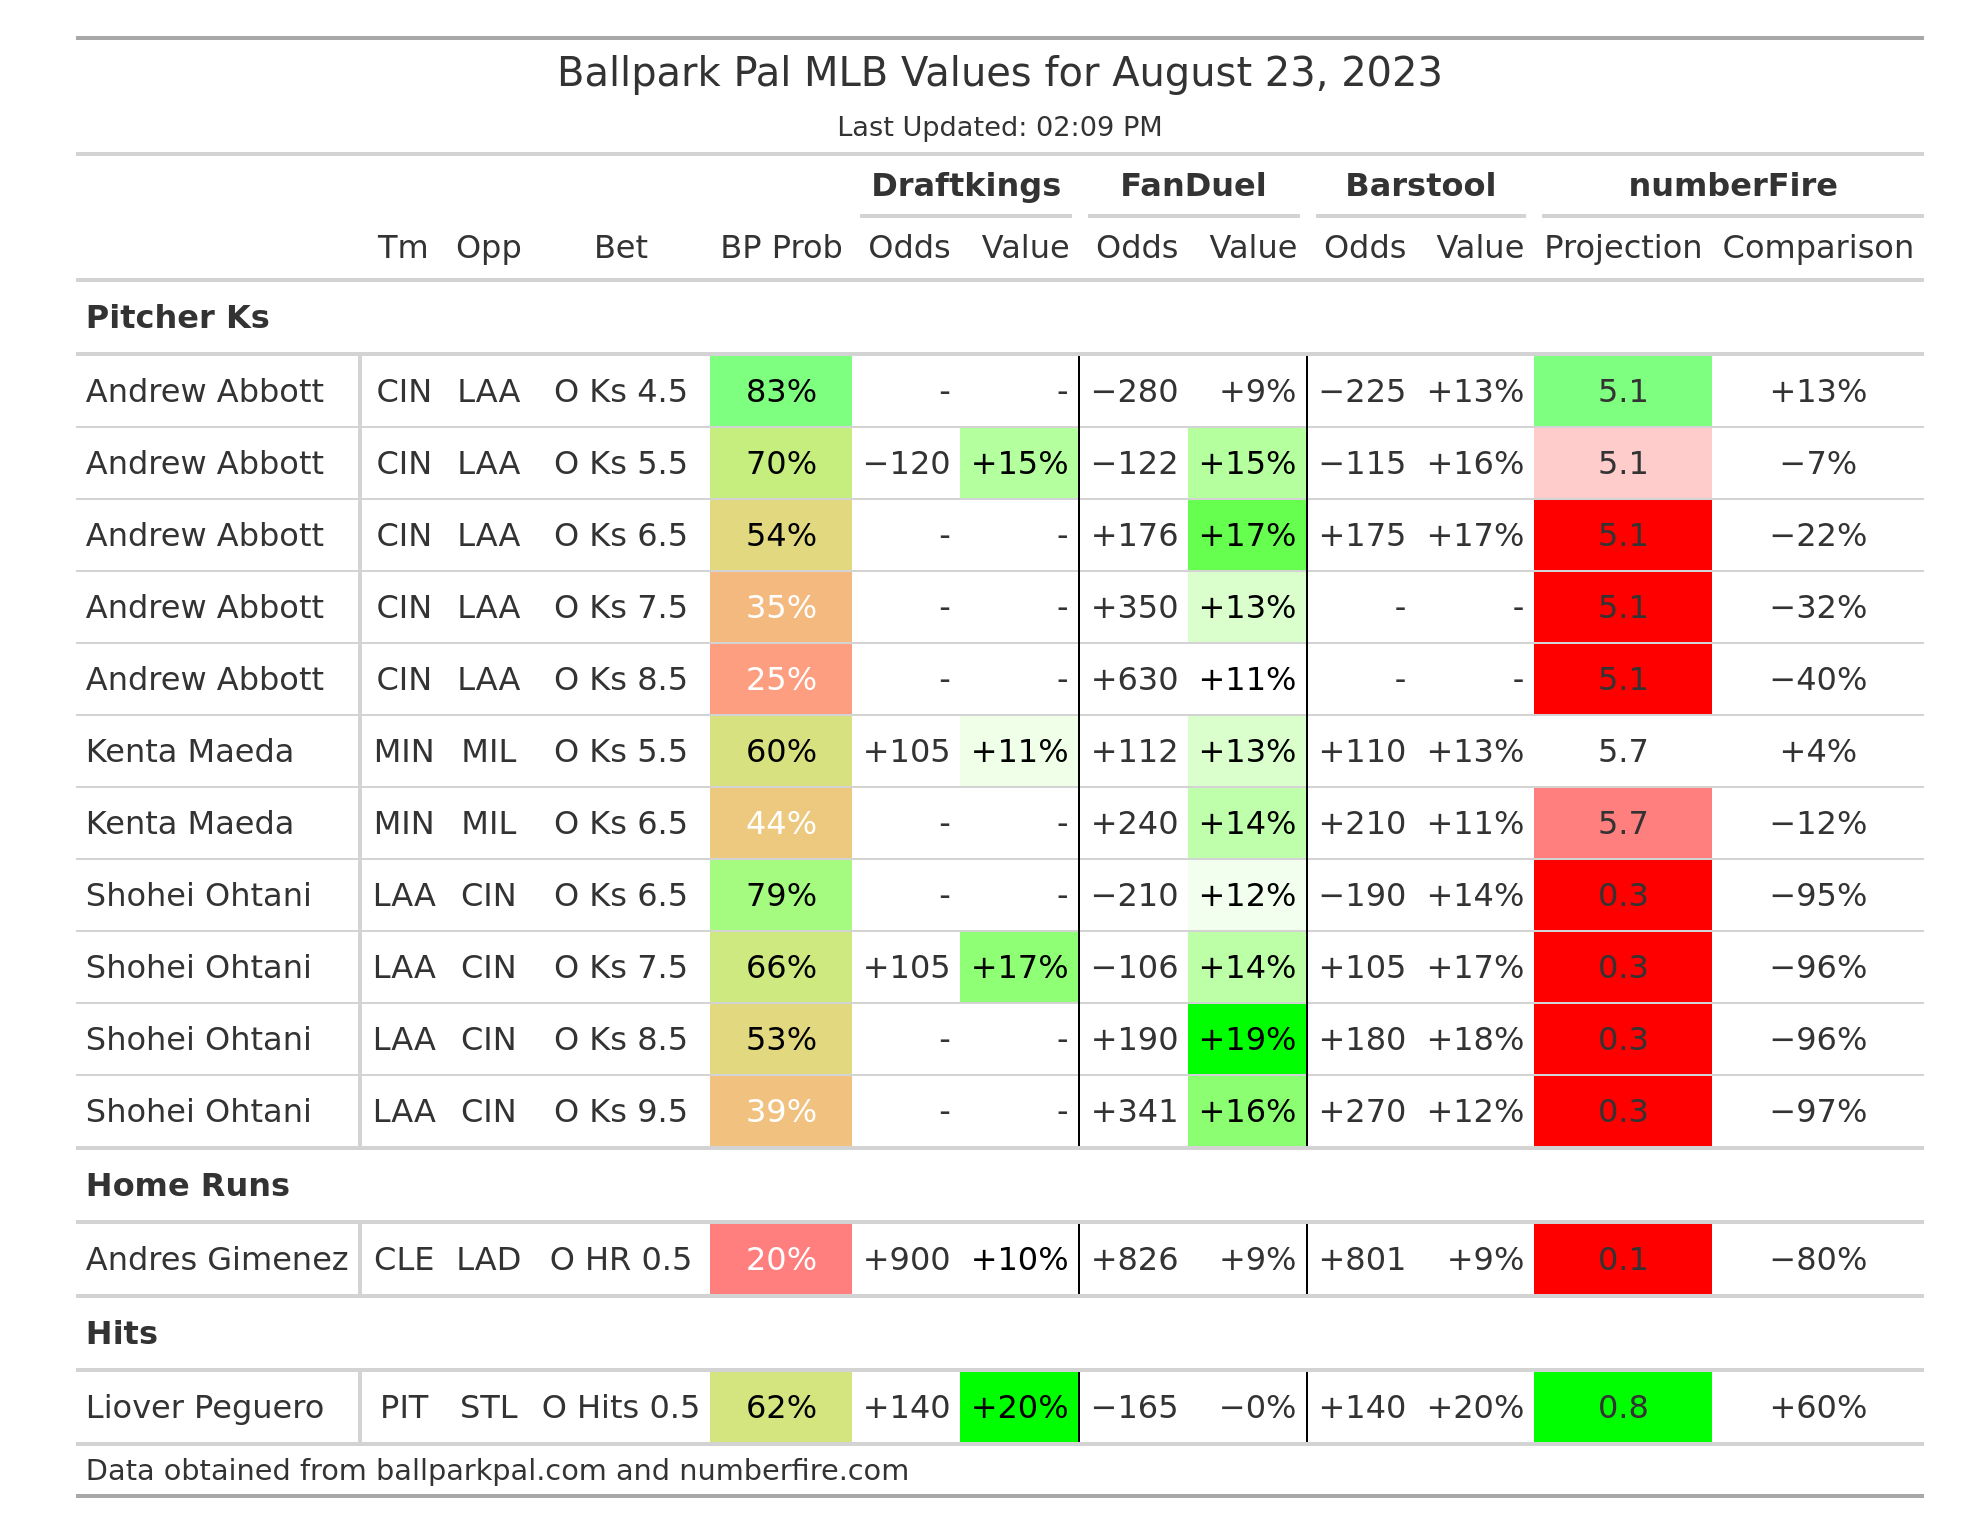 Ballpark Pal MLB Values for August 23, 2023
Last Updated: 02:09 PM
Draftkings FanDuel Barstool numberFire
Tm Opp Bet BP Prob Odds Value Odds Value Odds Value Projection Comparison
Pitcher Ks
Andrew Abbott CIN LAA O Ks 4.5 83% - - −280 +9% −225 +13% 5.1 +13%
Andrew Abbott CIN LAA O Ks 5.5 70% −120 +15% −122 +15% −115 +16% 5.1 −7%
Andrew Abbott CIN LAA O Ks 6.5 54% - - +176 +17% +175 +17% 5.1 −22%
Andrew Abbott CIN LAA O Ks 7.5 35% - - +350 +13% - - 5.1 −32%
Andrew Abbott CIN LAA O Ks 8.5 25% - - +630 +11% - - 5.1 −40%
Kenta Maeda MIN MIL O Ks 5.5 60% +105 +11% +112 +13% +110 +13% 5.7 +4%
Kenta Maeda MIN MIL O Ks 6.5 44% - - +240 +14% +210 +11% 5.7 −12%
Shohei Ohtani LAA CIN O Ks 6.5 79% - - −210 +12% −190 +14% 0.3 −95%
Shohei Ohtani LAA CIN O Ks 7.5 66% +105 +17% −106 +14% +105 +17% 0.3 −96%
Shohei Ohtani LAA CIN O Ks 8.5 53% - - +190 +19% +180 +18% 0.3 −96%
Shohei Ohtani LAA CIN O Ks 9.5 39% - - +341 +16% +270 +12% 0.3 −97%
Home Runs
Andres Gimenez CLE LAD O HR 0.5 20% +900 +10% +826 +9% +801 +9% 0.1 −80%
Hits
Liover Peguero PIT STL O Hits 0.5 62% +140 +20% −165 −0% +140 +20% 0.8 +60%
Data obtained from ballparkpal.com and numberfire.com